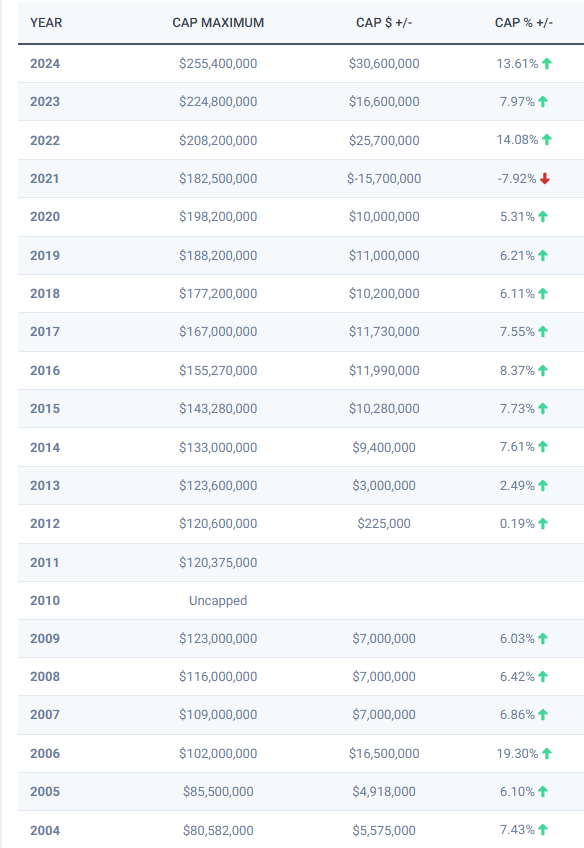 YEAR CAP MAXIMUM CAP $ +/- CAP % +/-
2024 $255,400,000 $30,600,000 13.61%
2023 $224,800,000 $16,600,000 7.97%
2022 $208,200,000 $25,700,000 14.08%
2021 $182,500,000 $-15,700,000 -7.92%
2020 $198,200,000 $10,000,000 5.31%
2019 $188,200,000 $11,000,000 6.21%
2018 $177,200,000 $10,200,000 6.11%
2017 $167,000,000 $11,730,000 7.55%
2016 $155,270,000 $11,990,000 8.37%
2015 $143,280,000 $10,280,000 7.73%
2014 $133,000,000 $9,400,000 7.61%
2013 $123,600,000 $3,000,000 2.49%
2012 $120,600,000 $225,000 0.19%
2011 $120,375,000
2010 Uncapped
2009 $123,000,000 $7,000,000 6.03%
2008 $116,000,000 $7,000,000 6.42%
2007 $109,000,000 $7,000,000 6.86%
2006 $102,000,000 $16,500,000 19.30%
2005 $85,500,000 $4,918,000 6.10%
2004 $80,582,000 $5,575,000 7.43%